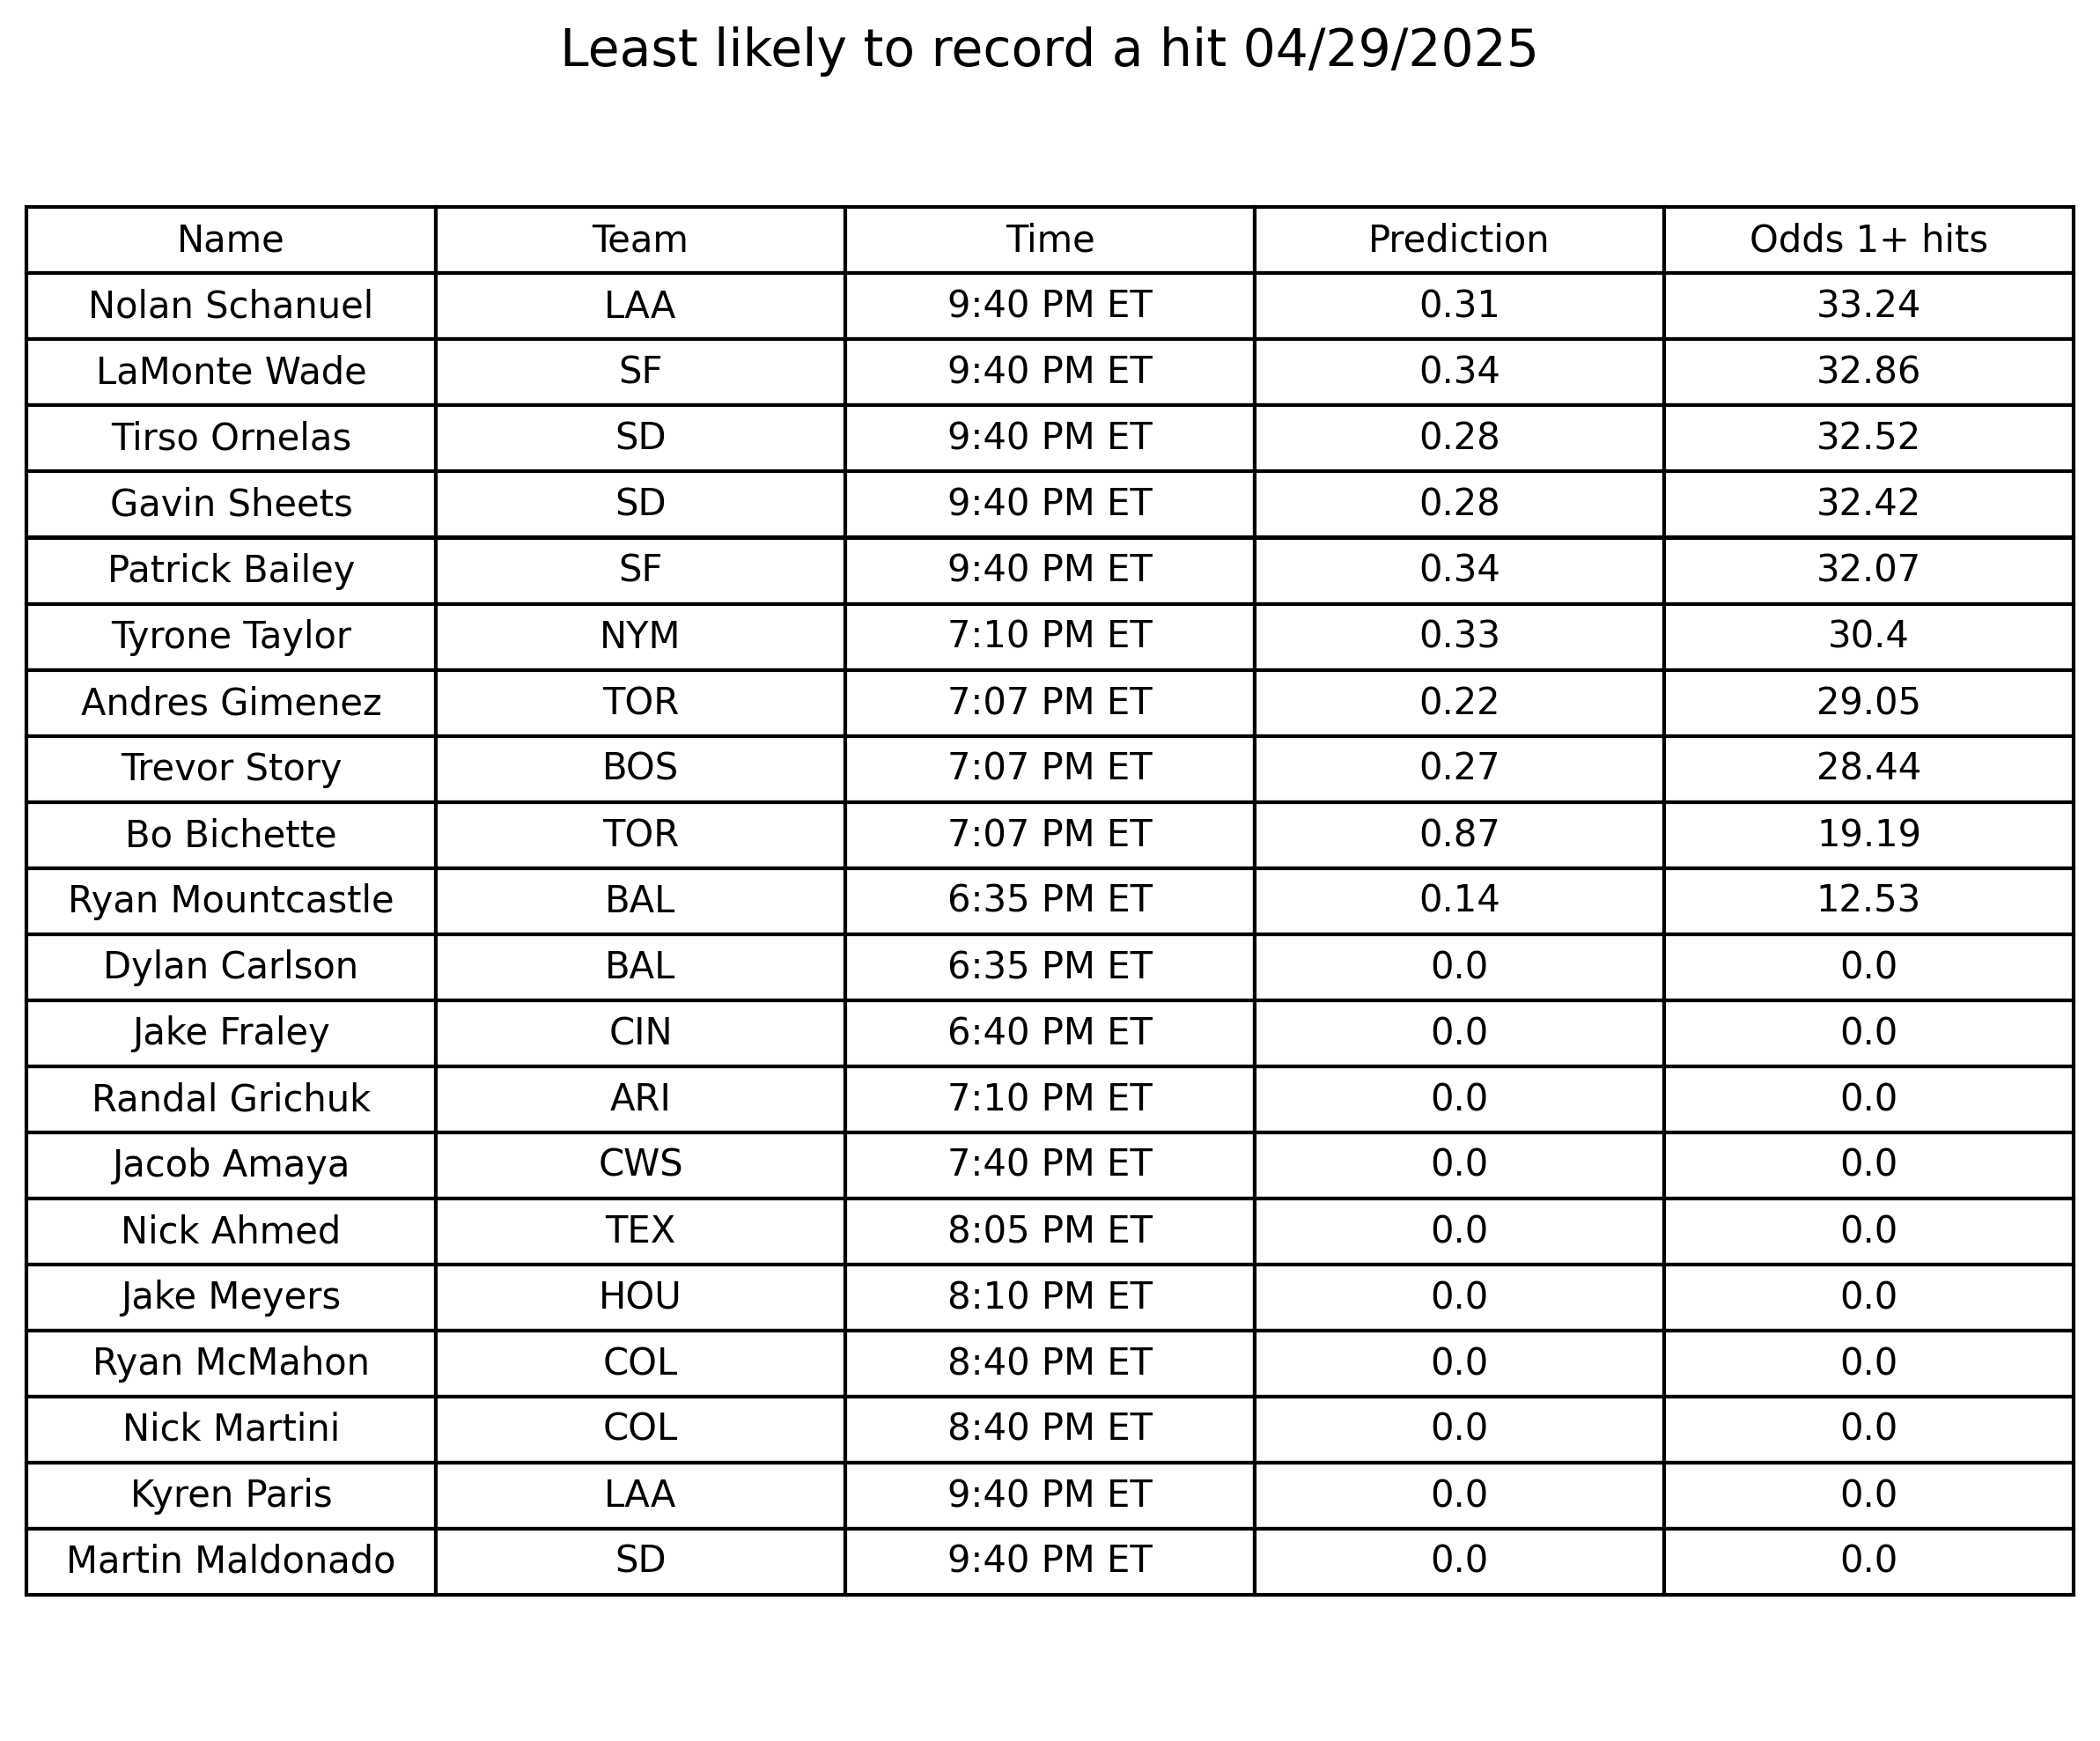 Least likely to record a hit 04/29/2025
Name Team Time Prediction Odds 1+ hits
Nolan Schanuel LAA 9:40 PM ET 0.31 33.24
LaMonte Wade SF 9:40 PM ET 0.34 32.86
Tirso Ornelas SD 9:40 PM ET 0.28 32.52
Gavin Sheets SD 9:40 PM ET 0.28 32.42
Patrick Bailey SF 9:40 PM ET 0.34 32.07
Tyrone Taylor NYM 7:10 PM ET 0.33 30.4
Andres Gimenez TOR 7:07 PM ET 0.22 29.05
Trevor Story BOS 7:07 PM ET 0.27 28.44
Bo Bichette TOR 7:07 PM ET 0.87 19.19
Ryan Mountcastle BAL 6:35 PM ET 0.14 12.53
Dylan Carlson BAL 6:35 PM ET 0.0 0.0
Jake Fraley CIN 6:40 PM ET 0.0 0.0
Randal Grichuk ARI 7:10 PM ET 0.0 0.0
Jacob Amaya CWS 7:40 PM ET 0.0 0.0
Nick Ahmed TEX 8:05 PM ET 0.0 0.0
Jake Meyers HOU 8:10 PM ET 0.0 0.0
Ryan McMahon COL 8:40 PM ET 0.0 0.0
Nick Martini COL 8:40 PM ET 0.0 0.0
Kyren Paris LAA 9:40 PM ET 0.0 0.0
Martin Maldonado SD 9:40 PM ET 0.0 0.0